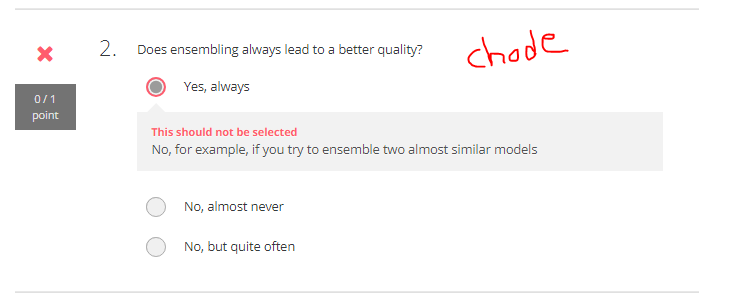 2. Does ensembling always lead to a better quality?
chode
Yes, always
0 / 1
point
This should not be selected
No, for example, if you try to ensemble two almost similar models
No, almost never
No, but quite often